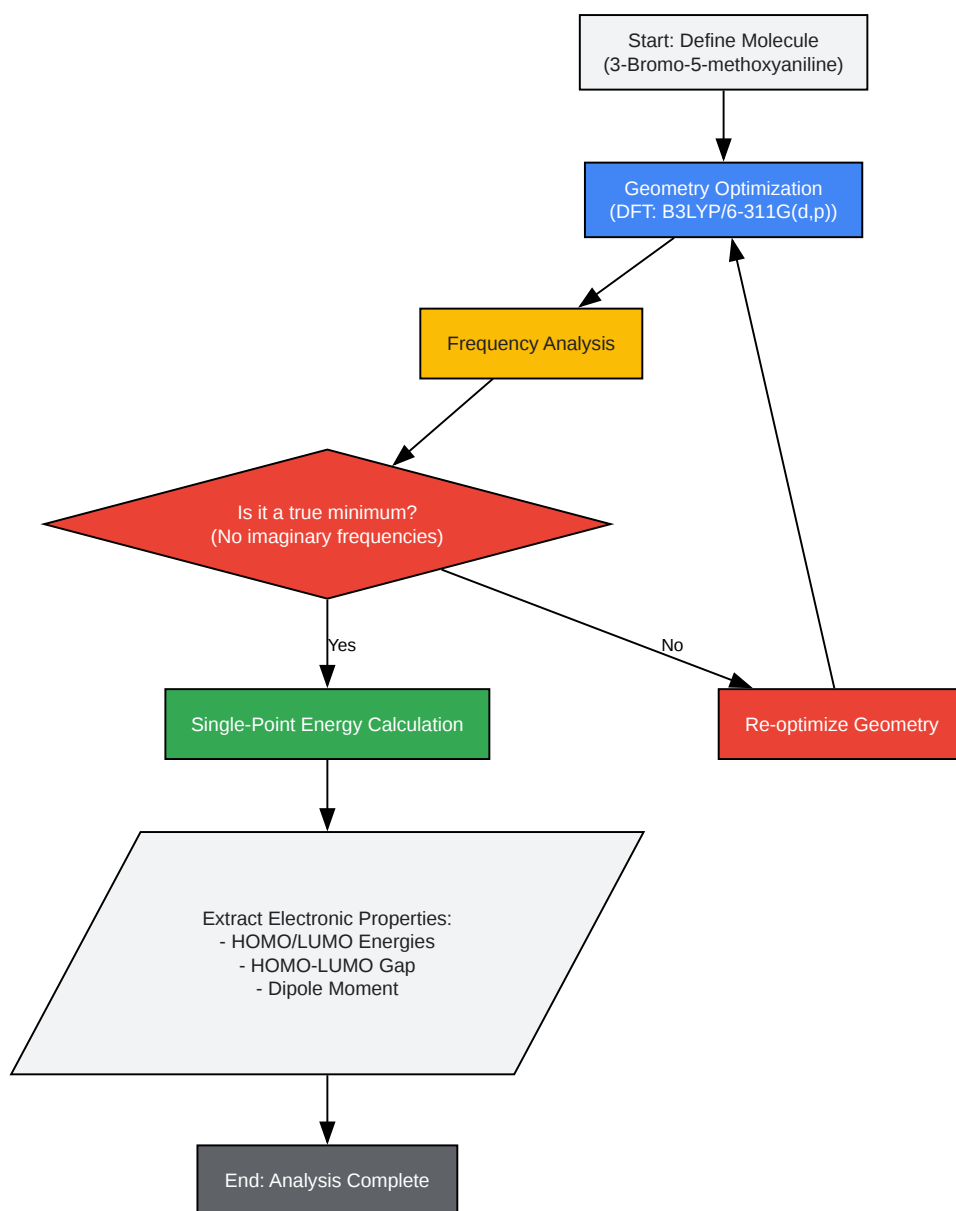 Start: Define Molecule
(3-Bromo-5-methoxyaniline)
Geometry Optimization
(DFT: B3LYP/6-311G(d,p))
Frequency Analysis
Is it a true minimum?
(No imaginary frequencies)
Yes
No
Single-Point Energy Calculation
Re-optimize Geometry
Extract Electronic Properties:
- HOMO/LUMO Energies
- HOMO-LUMO Gap
- Dipole Moment
End: Analysis Complete